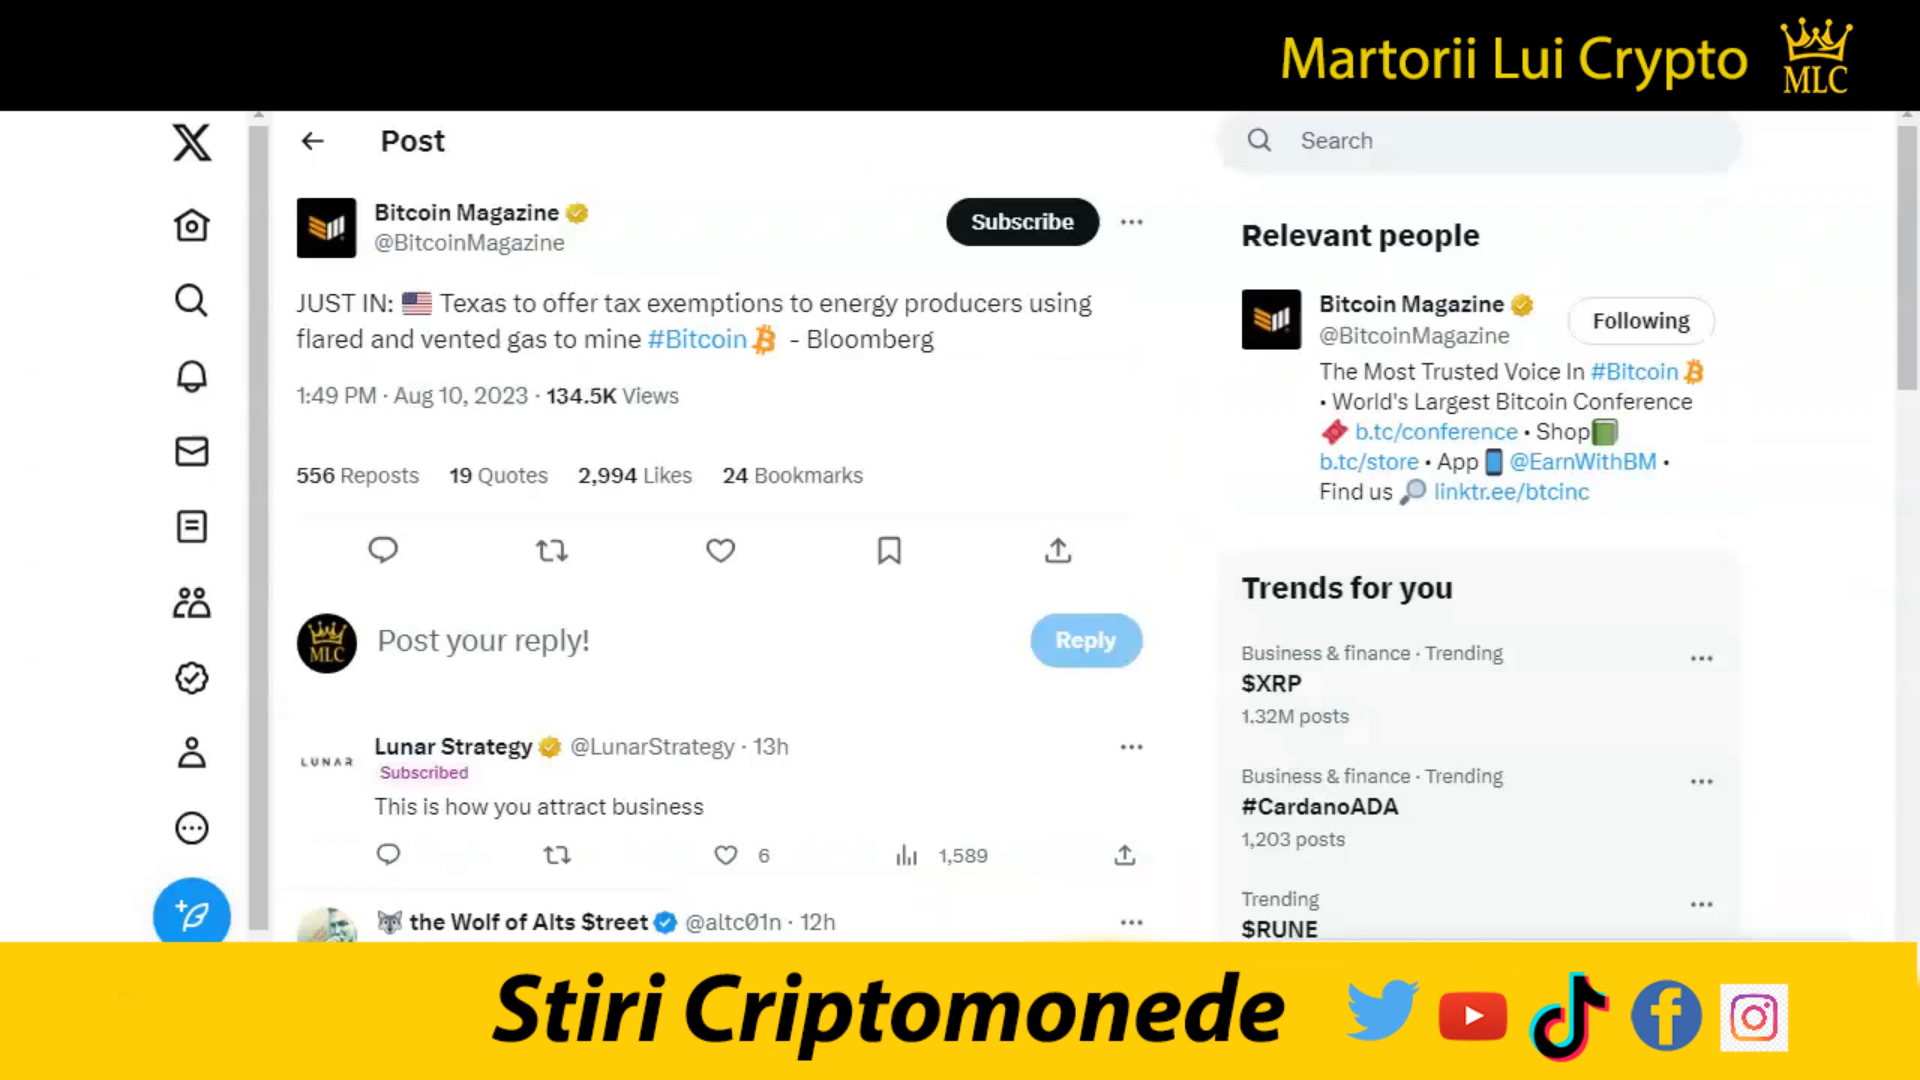 Martorii Lui Crypto
MLC
Post
Search
Bitcoin Magazine
@BitcoinMagazine
Subscribe
JUST IN: 🇺🇸 Texas to offer tax exemptions to energy producers using
flared and vented gas to mine #Bitcoin - Bloomberg
1:49 PM · Aug 10, 2023 · 134.5K Views
556 Reposts 19 Quotes 2,994 Likes 24 Bookmarks
MLC
Post your reply!
Reply
LUNAR
Lunar Strategy @LunarStrategy · 13h
Subscribed
This is how you attract business
6 1,589
🐺 the Wolf of Alts $treet @altc01n · 12h
Relevant people
Bitcoin Magazine
@BitcoinMagazine
Following
The Most Trusted Voice In #Bitcoin
• World's Largest Bitcoin Conference
🎟 b.tc/conference • Shop📗
b.tc/store • App 📱 @EarnWithBM •
Find us 🔎 linktr.ee/btcinc
Trends for you
Business & finance · Trending
$XRP
1.32M posts
Business & finance · Trending
#CardanoADA
1,203 posts
Trending
$RUNE
Stiri Criptomonede